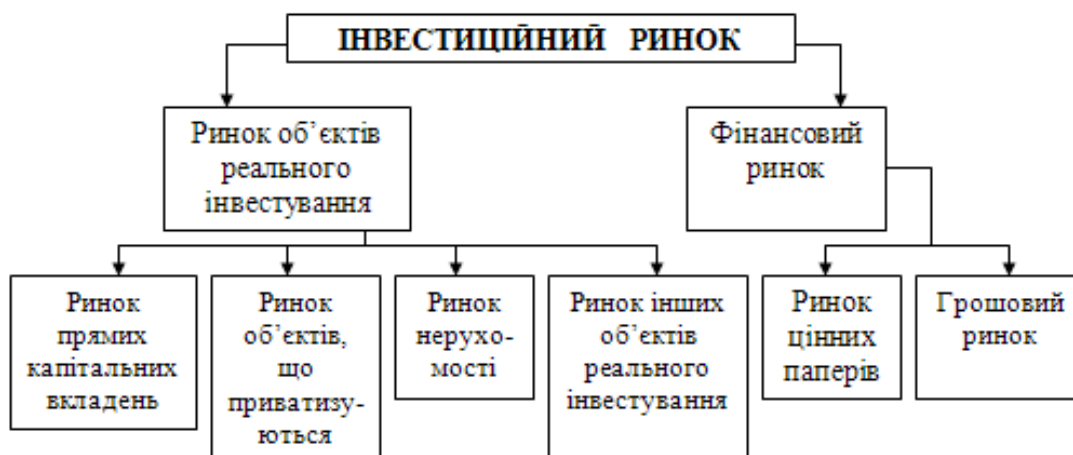 ІНВЕСТИЦІЙНИЙ РИНОК
Ринок об’єктів
реального
інвестування
Фінансовий
ринок
Ринок
прямих
капітальних
вкладень
Ринок
об’єктів,
що
приватизу-
ються
Ринок
нерухо-
мості
Ринок інших
об’єктів
реального
інвестування
Ринок
цінних
паперів
Грошовий
ринок